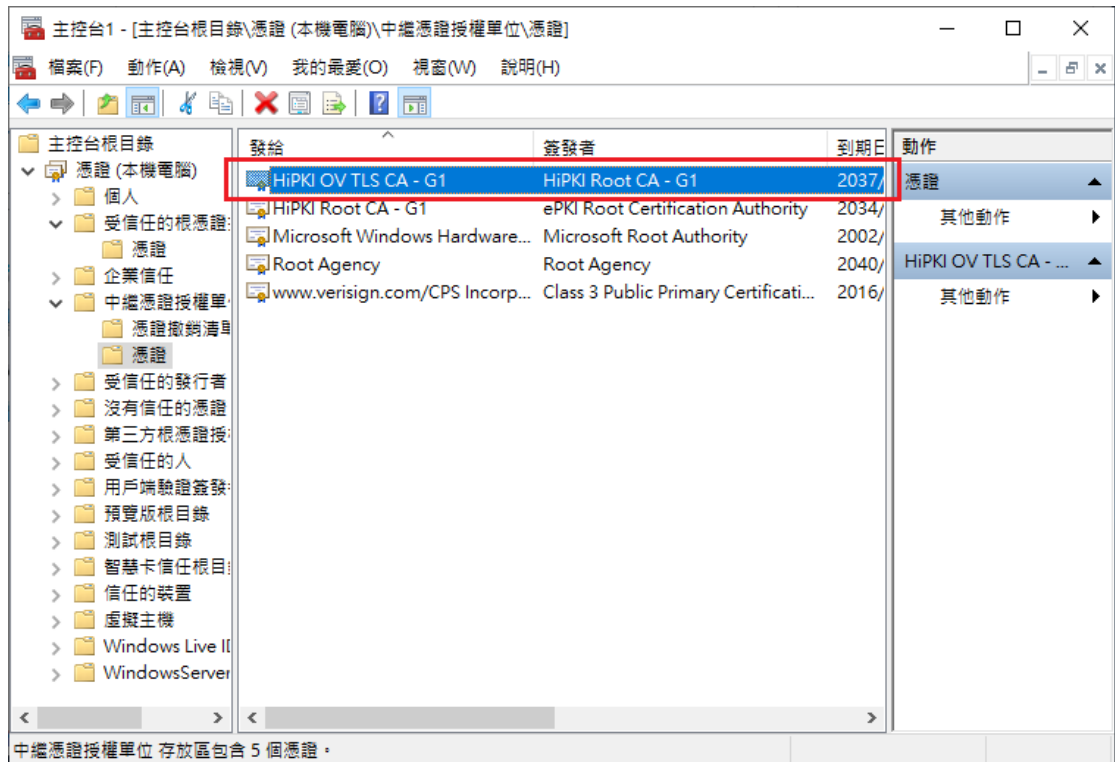 主控台1 - [主控台根目錄\憑證 (本機電腦)\中繼憑證授權單位\憑證]
檔案(F) 動作(A) 檢視(V) 我的最愛(O) 視窗(W) 說明(H)
主控台根目錄
憑證 (本機電腦)
個人
受信任的根憑證
憑證
企業信任
中繼憑證授權單
憑證撤銷清單
憑證
受信任的發行者
沒有信任的憑證
第三方根憑證授
受信任的人
用戶端驗證簽發
預覽版根目錄
測試根目錄
智慧卡信任根目
信任的裝置
虛擬主機
Windows Live I
WindowsServer
發給 簽發者 到期日
HiPKI OV TLS CA - G1 HiPKI Root CA - G1 2037/
HiPKI Root CA - G1 ePKI Root Certification Authority 2034/
Microsoft Windows Hardware... Microsoft Root Authority 2002/
Root Agency Root Agency 2040/
www.verisign.com/CPS Incorp... Class 3 Public Primary Certificati... 2016/
動作
憑證
其他動作
HiPKI OV TLS CA - ...
其他動作
中繼憑證授權單位 存放區包含 5 個憑證。